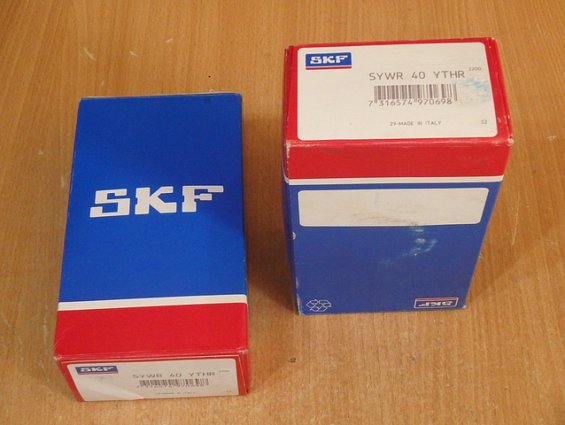 SKF
SKF
SYWR 40 YTHR
SKF
SYWR 40 YTHR
7 316574 970698
29-MADE IN ITALY
SKF